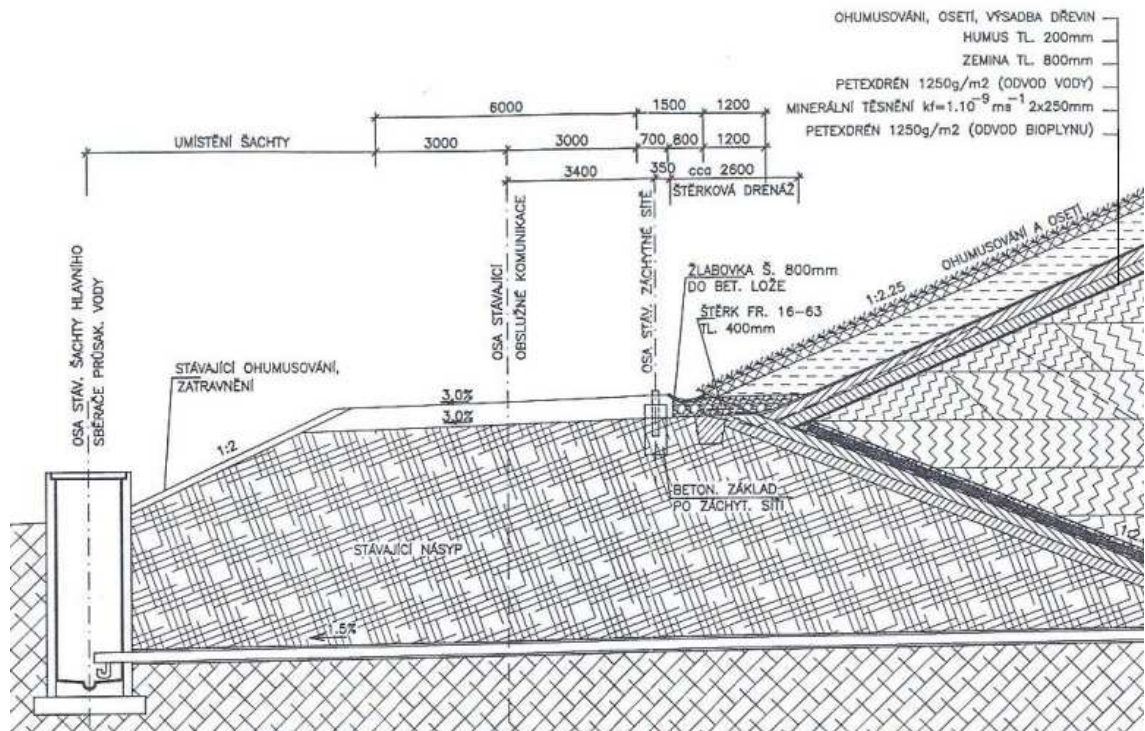 OHUMUSOVÁNI, OSETÍ, VÝSADBA DŘEVIN
HUMUS TL. 200mm
ZEMINA TL. 800mm
PETEXDRÉN 1250g/m2 (ODVOD VODY)
MINERÁLNÍ TĚSNĚNÍ kf=1.10⁻⁹ ms⁻¹ 2x250mm
PETEXDRÉN 1250g/m2 (ODVOD BIOPLYNU)
6000 1500 1200
UMÍSTĚNÍ ŠACHTY 3000 3000 700 800 1200
3400 350 cca 2600
ŠTĚRKOVÁ DRENÁŽ
OSA STÁV. ŠACHTY HLAVNÍHO
SBĚRAČE PRŮSAK. VODY
OSA STÁVAJÍCÍ
OBSLUŽNÉ KOMUNIKACE
OSA STÁV. ZÁCHYTNÉ SÍTĚ
ŽLABOVKA Š. 800mm
DO BET. LOŽE
ŠTĚRK FR. 16-63
TL. 400mm
1:2.25
OHUMUSOVÁNÍ A OSETÍ
STÁVAJÍCÍ OHUMUSOVÁNÍ,
ZATRAVNĚNÍ
3,0%
3,0%
1:2
BETON. ZÁKLAD
PO ZÁCHYT. SÍTI
STÁVAJÍCÍ NÁSYP